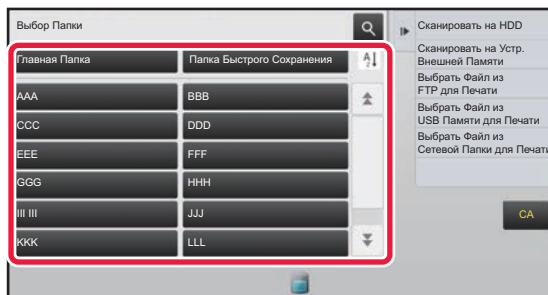 Выбор Папки
Главная Папка
Папка Быстрого Сохранения
AAA
BBB
CCC
DDD
EEE
FFF
GGG
HHH
III III
JJJ
KKK
LLL
Сканировать на HDD
Сканировать на Устр.
Внешней Памяти
Выбрать Файл из
FTP для Печати
Выбрать Файл из
USB Памяти для Печати
Выбрать Файл из
Сетевой Папки для Печати
CA